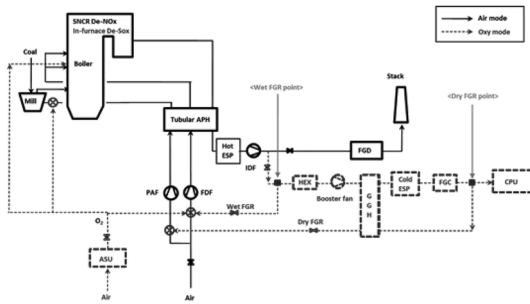 SNCR De-NOx
In-furnace De-Sox
Air mode
Oxy mode
Coal
Boiler
Stack
<Wet FGR point>
<Dry FGR point>
Mill
Tubular APH
Hot
ESP
FGD
IDF
HEX
Booster fan
G
G
H
Cold
ESP
FGC
CPU
PAF
FDF
Wet FGR
O₂
Dry FGR
ASU
Air
Air